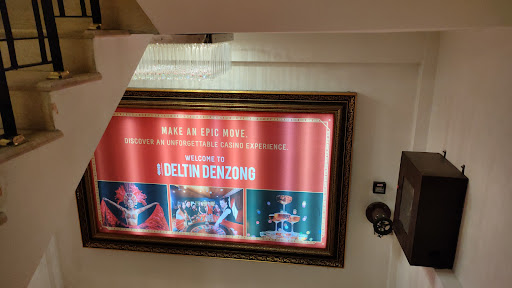 MAKE AN EPIC MOVE.
DISCOVER AN UNFORGETTABLE CASINO EXPERIENCE.
WELCOME TO
DELTIN DENZONG